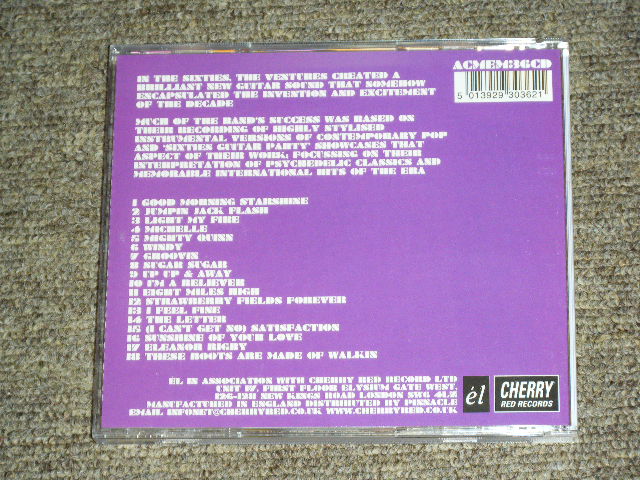 IN THE SIXTIES, THE VENTURES CREATED A
BRILLIANT NEW GUITAR SOUND THAT SOMEHOW
ENCAPSULATED THE INVENTION AND EXCITEMENT
OF THE DECADE
ACMEM36CD
5 013929 303621
MUCH OF THE BAND'S SUCCESS WAS BASED ON
THEIR RECORDING OF HIGHLY STYLISED
INSTRUMENTAL VERSIONS OF CONTEMPORARY POP
AND 'SIXTIES GUITAR PARTY' SHOWCASES THAT
ASPECT OF THEIR WORK; FOCUSSING ON THEIR
INTERPRETATION OF PSYCHEDELIC CLASSICS AND
MEMORABLE INTERNATIONAL HITS OF THE ERA
1 GOOD MORNING STARSHINE
2 JUMPIN JACK FLASH
3 LIGHT MY FIRE
4 MICHELLE
5 MIGHTY QUINN
6 WINDY
7 GROOVIN
8 SUGAR SUGAR
9 UP UP & AWAY
10 I'M A BELIEVER
11 EIGHT MILES HIGH
12 STRAWBERRY FIELDS FOREVER
13 I FEEL FINE
14 THE LETTER
15 (I CAN'T GET NO) SATISFACTION
16 SUNSHINE OF YOUR LOVE
17 ELEANOR RIGBY
18 THESE BOOTS ARE MADE OF WALKIN
ÉL IN ASSOCIATION WITH CHERRY RED RECORD LTD
UNIT 17, FIRST FLOOR ELYSIUM GATE WEST,
126-128 NEW KINGS ROAD LONDON SW6 4LZ
MANUFACTURED IN ENGLAND DISTRIBUTED BY PINNACLE
EMAIL INFONET@CHERRYRED.CO.UK WWW.CHERRYRED.CO.UK
él
CHERRY
RED RECORDS